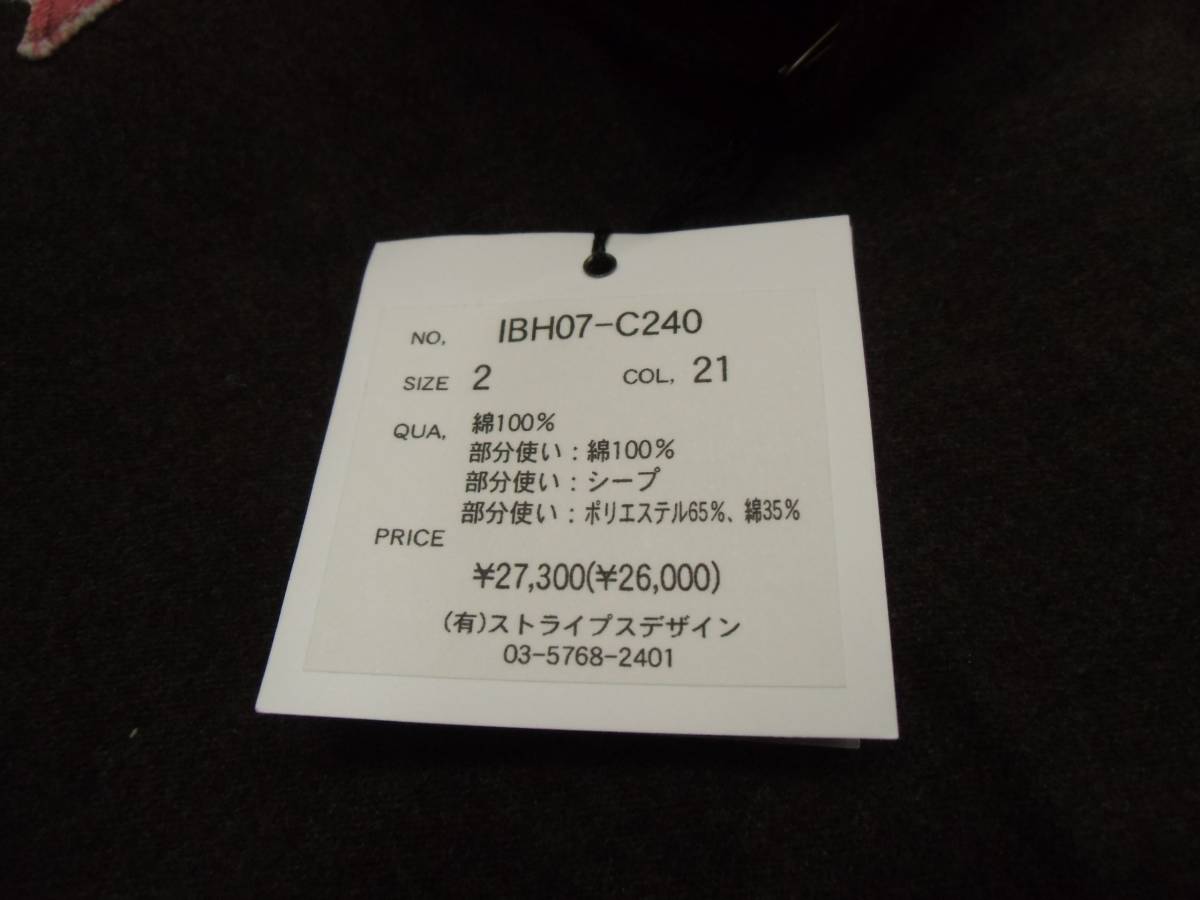 NO, IBH07-C240
SIZE 2 COL, 21
QUA, 綿100%
部分使い：綿100%
部分使い：シープ
部分使い：ポリエステル65%、綿35%
PRICE
¥27,300(¥26,000)
(有)ストライプスデザイン
03-5768-2401